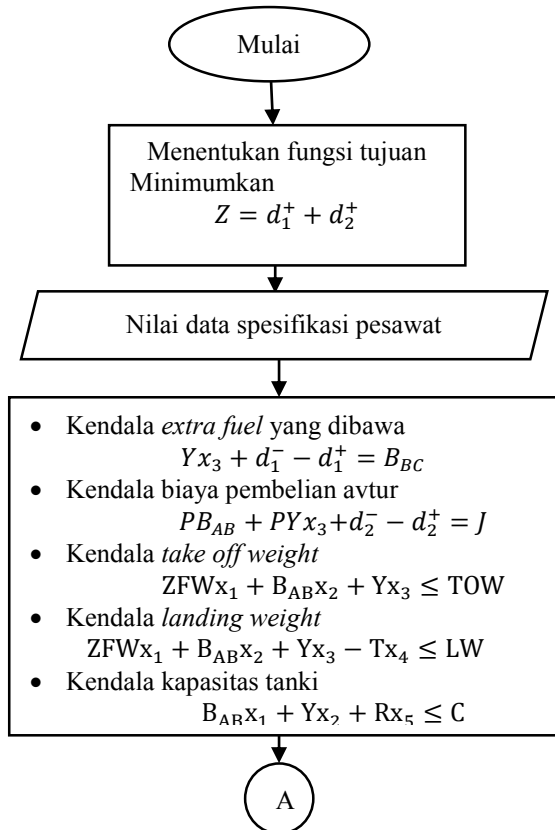 Mulai
Menentukan fungsi tujuan
Minimumkan
Z = d₁⁺ + d₂⁺
Nilai data spesifikasi pesawat
• Kendala extra fuel yang dibawa
Yx₃ + d₁⁻ − d₁⁺ = B_BC
• Kendala biaya pembelian avtur
PB_AB + PYx₃+d₂⁻ − d₂⁺ = J
• Kendala take off weight
ZFWx₁ + B_ABx₂ + Yx₃ ≤ TOW
• Kendala landing weight
ZFWx₁ + B_ABx₂ + Yx₃ − Tx₄ ≤ LW
• Kendala kapasitas tanki
B_ABx₁ + Yx₂ + Rx₅ ≤ C
A